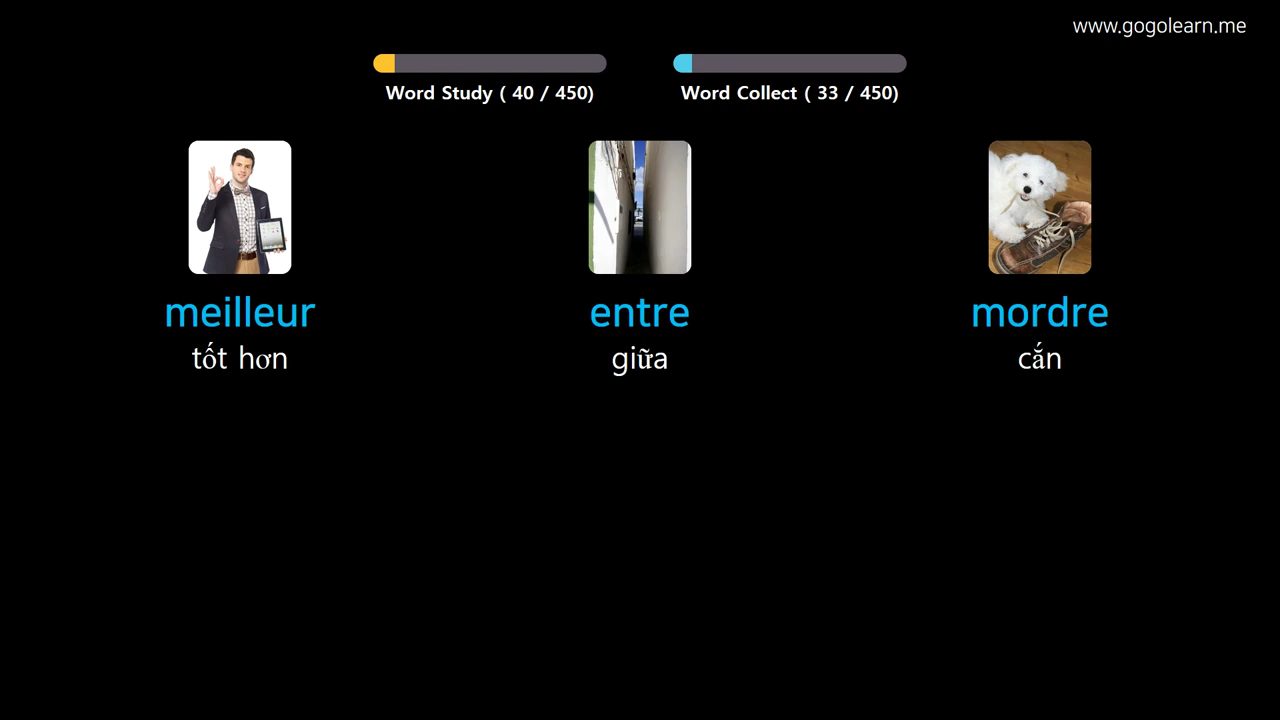 www.gogolearn.me
Word Study ( 40 / 450)
Word Collect ( 33 / 450)
meilleur
tốt hơn
entre
giữa
mordre
cắn